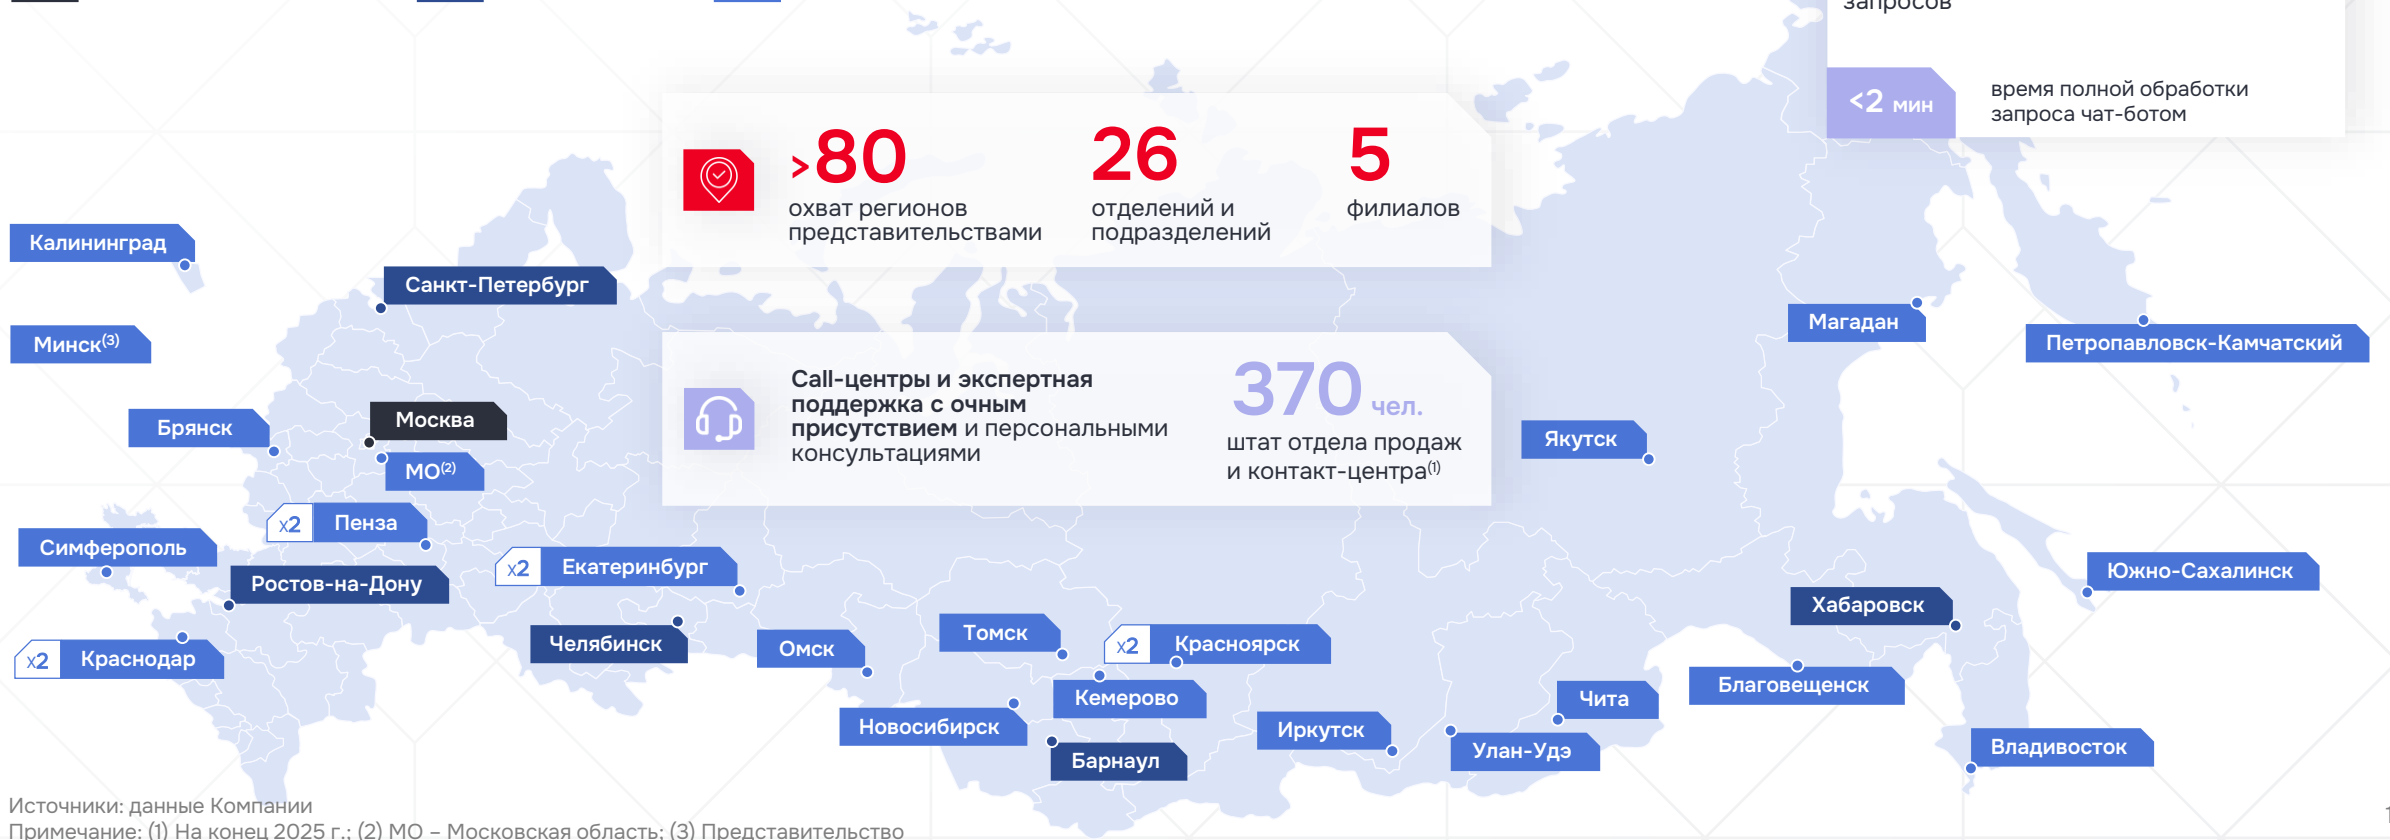 запросов
<2 мин
время полной обработки
запроса чат-ботом
>80
охват регионов
представительствами
26
отделений и
подразделений
5
филиалов
Call-центры и экспертная
поддержка с очным
присутствием и персональными
консультациями
370 чел.
штат отдела продаж
и контакт-центра(1)
Калининград
Санкт-Петербург
Минск(3)
Магадан
Петропавловск-Камчатский
Брянск
Москва
МО(2)
Якутск
x2 Пенза
Симферополь
x2 Екатеринбург
Ростов-на-Дону
Южно-Сахалинск
Хабаровск
Челябинск
Омск
Томск
x2 Красноярск
x2 Краснодар
Кемерово
Чита
Благовещенск
Новосибирск
Иркутск
Улан-Удэ
Барнаул
Владивосток
Источники: данные Компании
Примечание: (1) На конец 2025 г.; (2) МО – Московская область; (3) Представительство